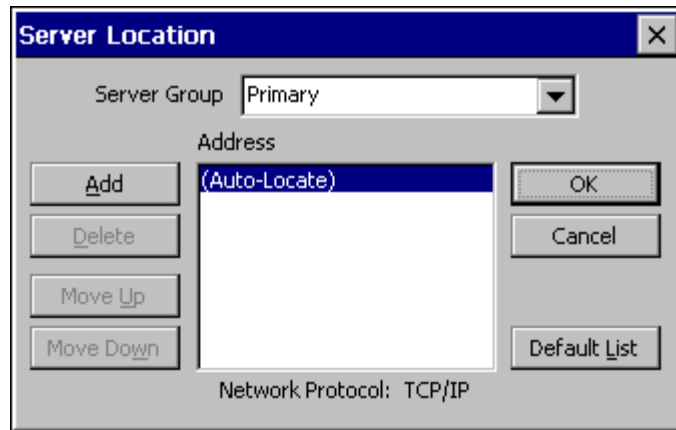 Server Location
Server Group Primary
Address
(Auto-Locate)
Add
Delete
Move Up
Move Down
OK
Cancel
Default List
Network Protocol: TCP/IP